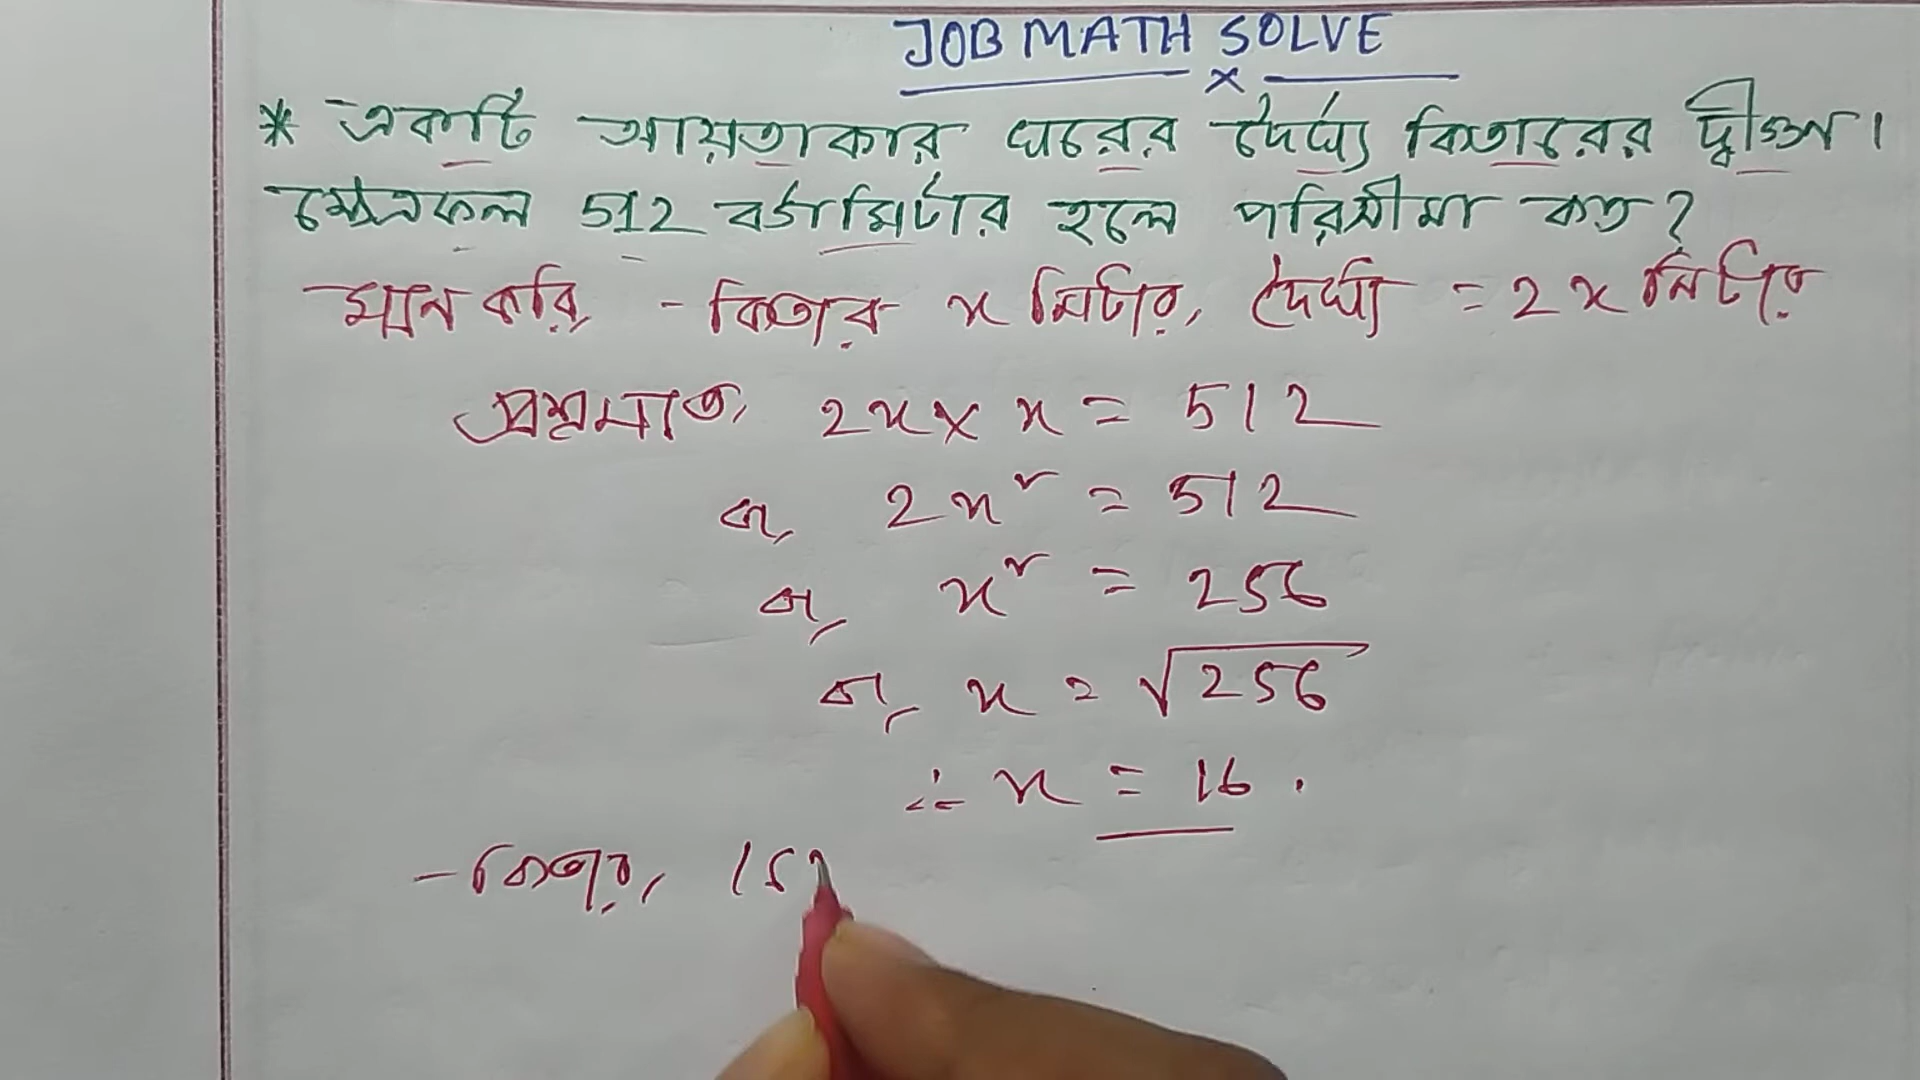 JOB MATH SOLVE
x
* একটি আয়তাকার ঘরের দৈর্ঘ্য বিস্তারের দ্বীগুন।
ক্ষেত্রফল 512 বর্গমিটার হলে পরিসীমা কত?
মনে করি, - বিস্তার x মিটার, দৈর্ঘ্য = 2x মিটার
প্রশ্নমতে, 2x × x = 512
বা, 2x² = 512
বা, x² = 256
বা, x = √256
∴ x = 16.
- বিস্তার, 16